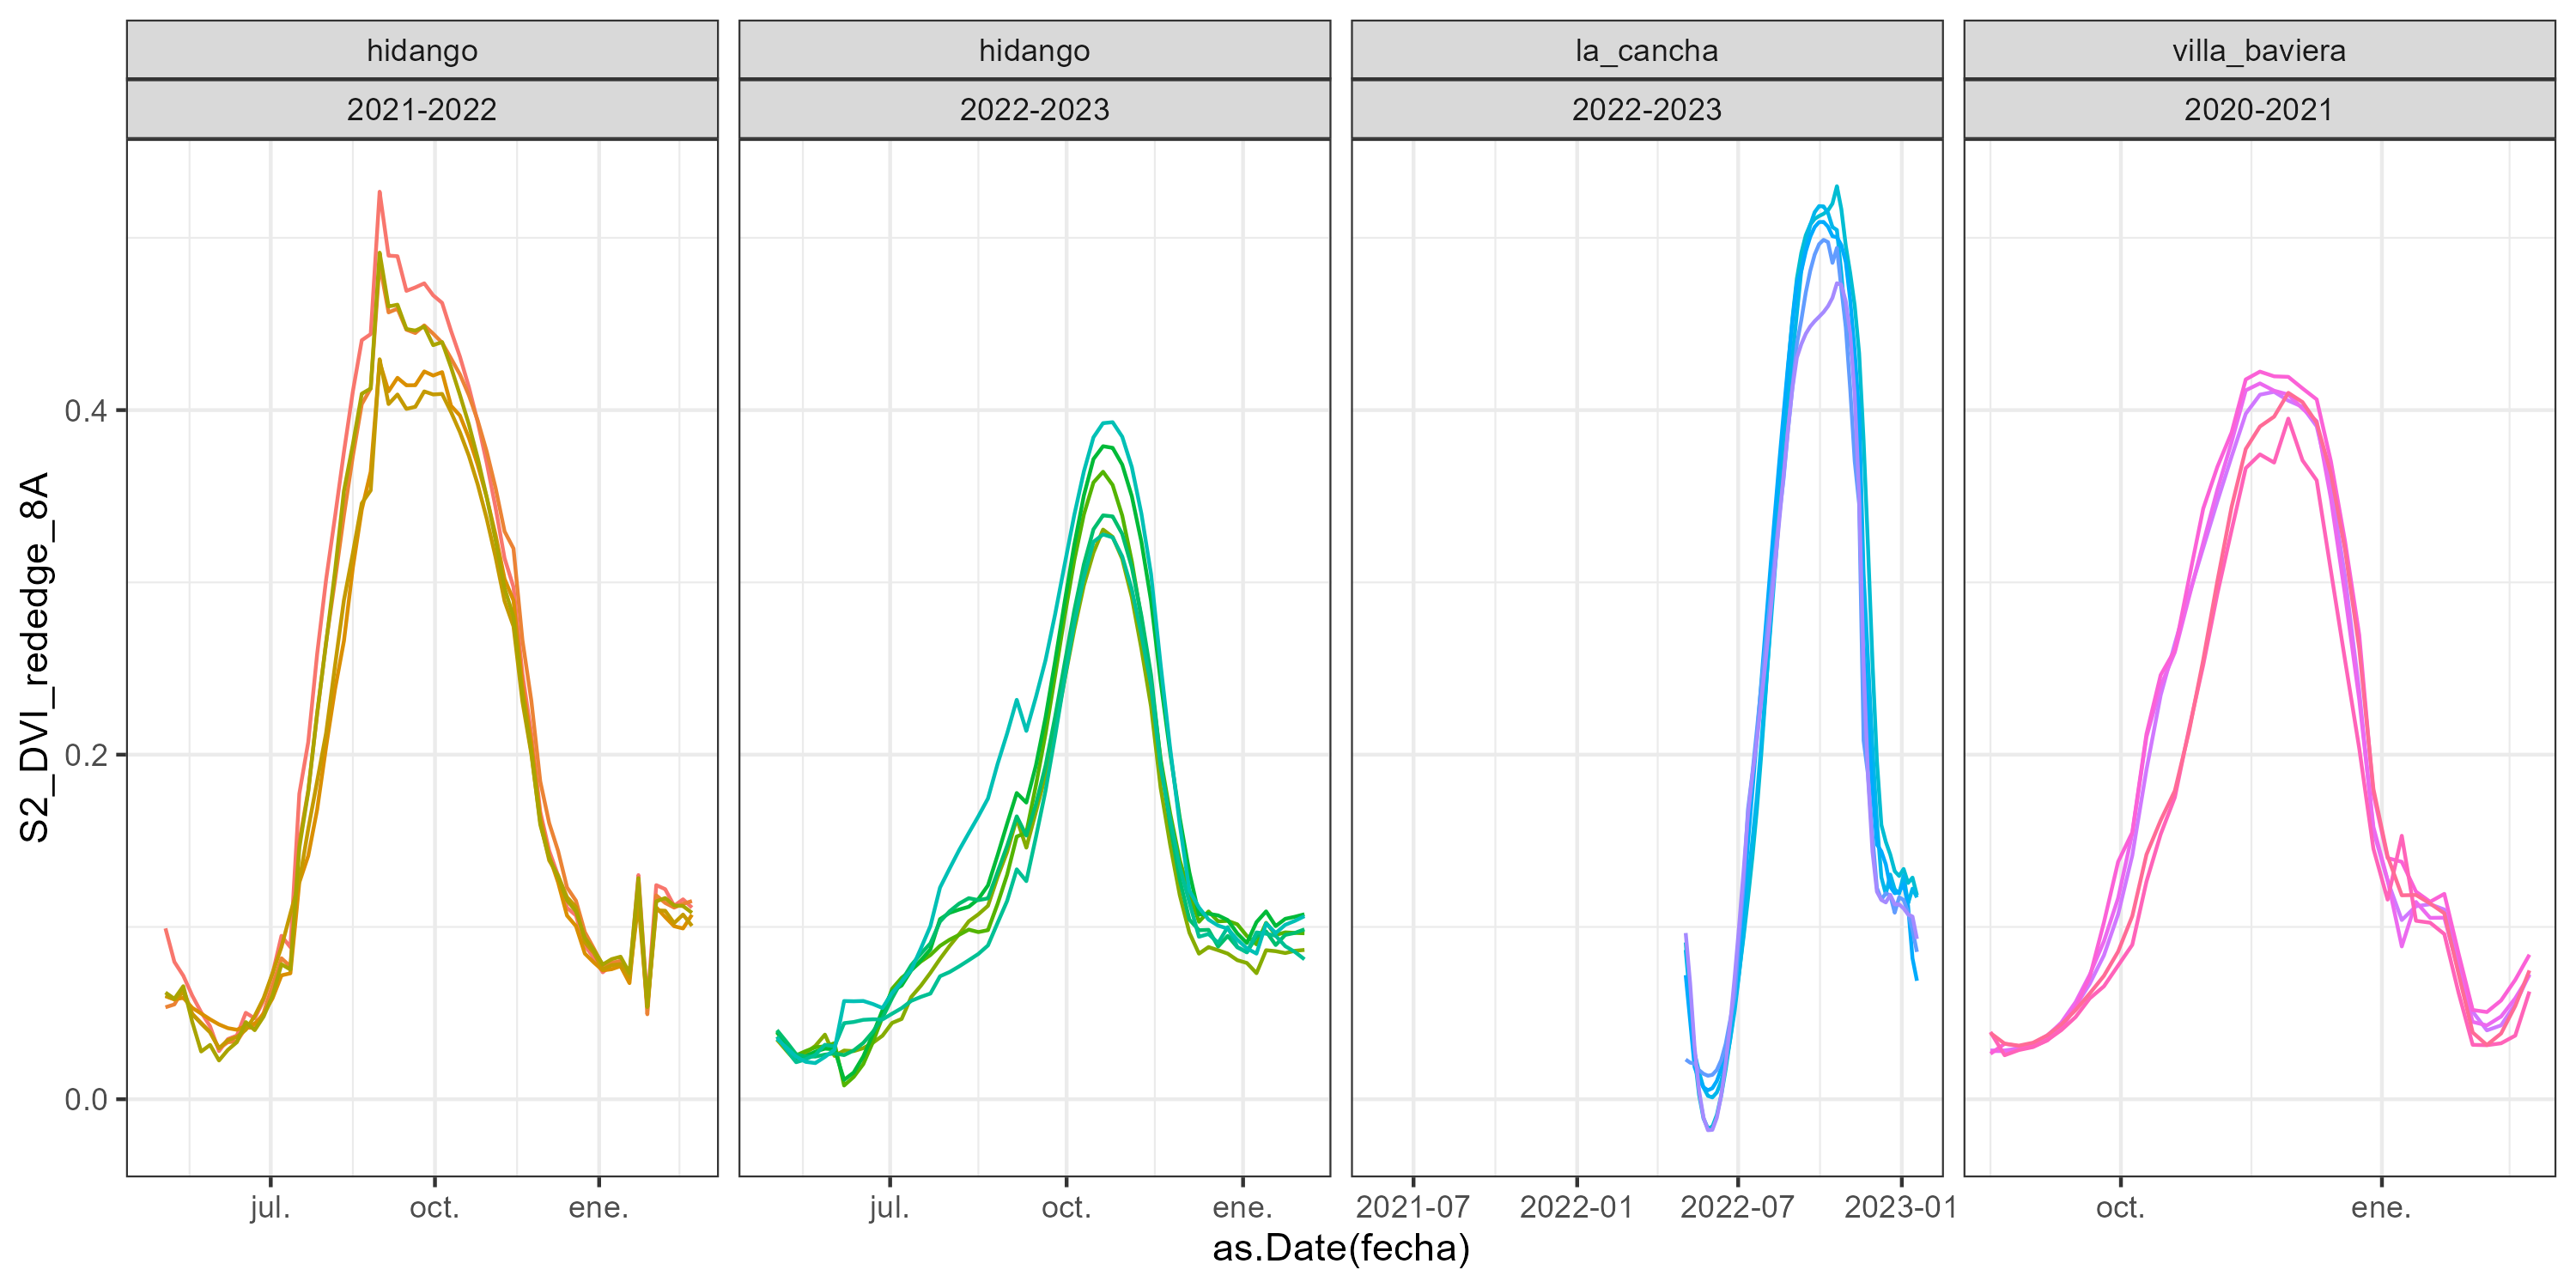 hidango
hidango
la_cancha
villa_baviera
2021-2022
2022-2023
2022-2023
2020-2021
S2_DVI_rededge_8A
0.4
0.2
0.0
jul.
oct.
ene.
jul.
oct.
ene.
2021-07
2022-01
2022-07
2023-01
oct.
ene.
as.Date(fecha)